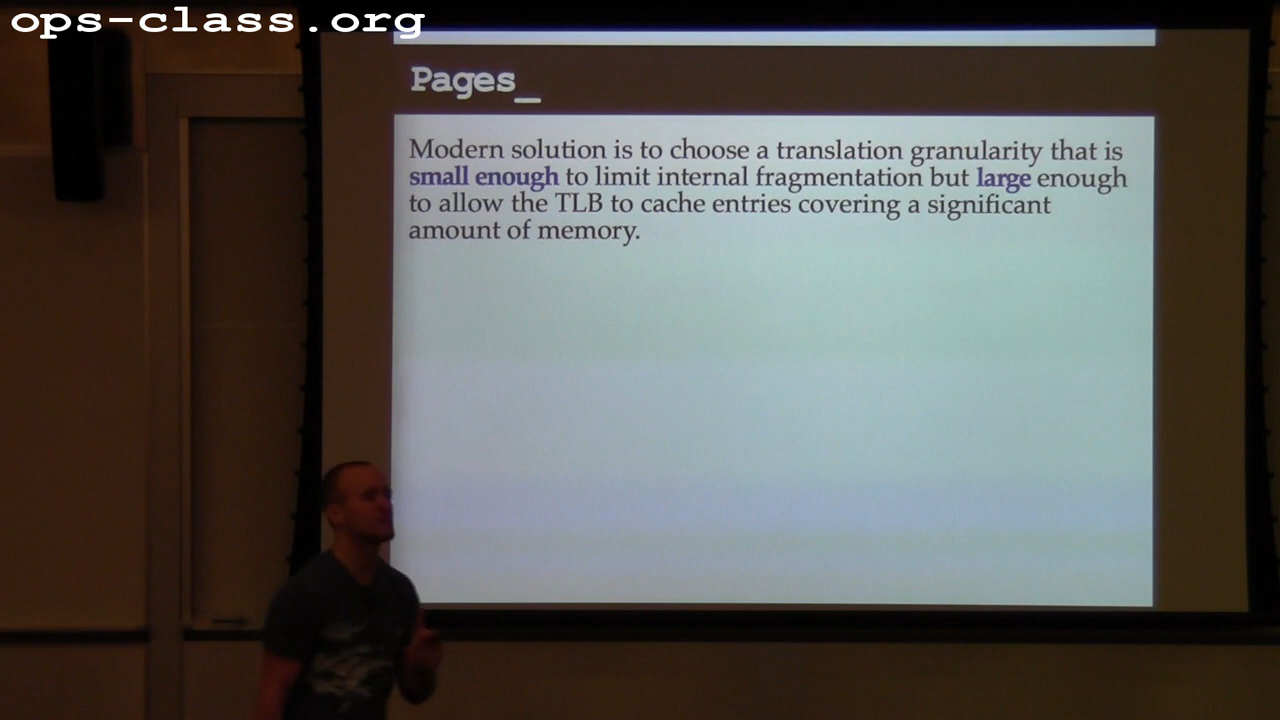 ops-class.org
Pages_
Modern solution is to choose a translation granularity that is
small enough to limit internal fragmentation but large enough
to allow the TLB to cache entries covering a significant
amount of memory.